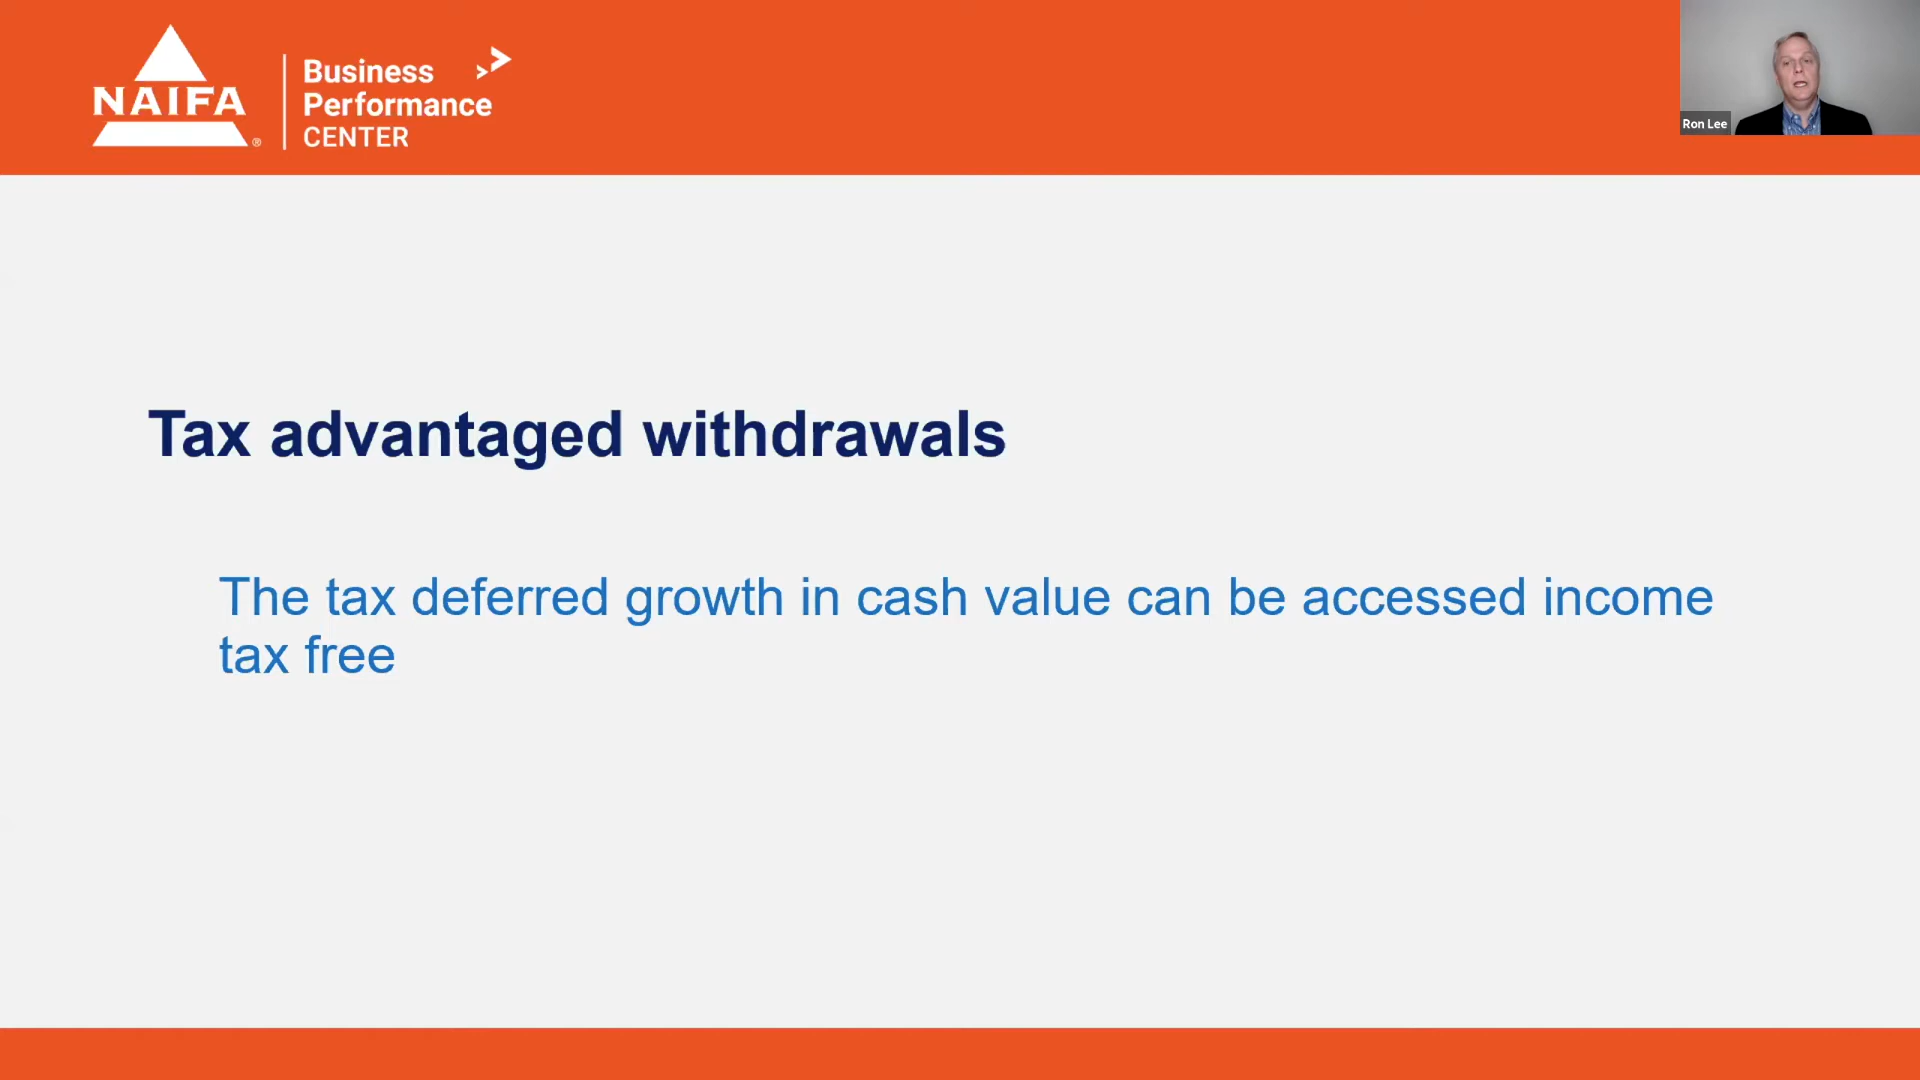 NAIFA
®
Business
Performance
CENTER
Ron Lee
Tax advantaged withdrawals
The tax deferred growth in cash value can be accessed income
tax free